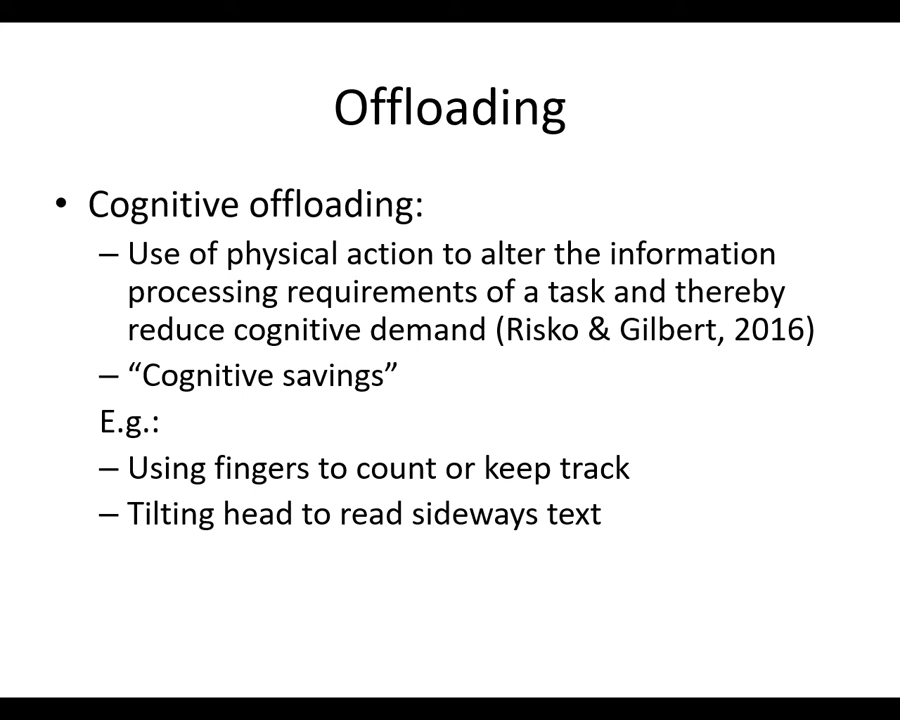 Offloading
• Cognitive offloading:
– Use of physical action to alter the information
processing requirements of a task and thereby
reduce cognitive demand (Risko & Gilbert, 2016)
– “Cognitive savings”
E.g.:
– Using fingers to count or keep track
– Tilting head to read sideways text